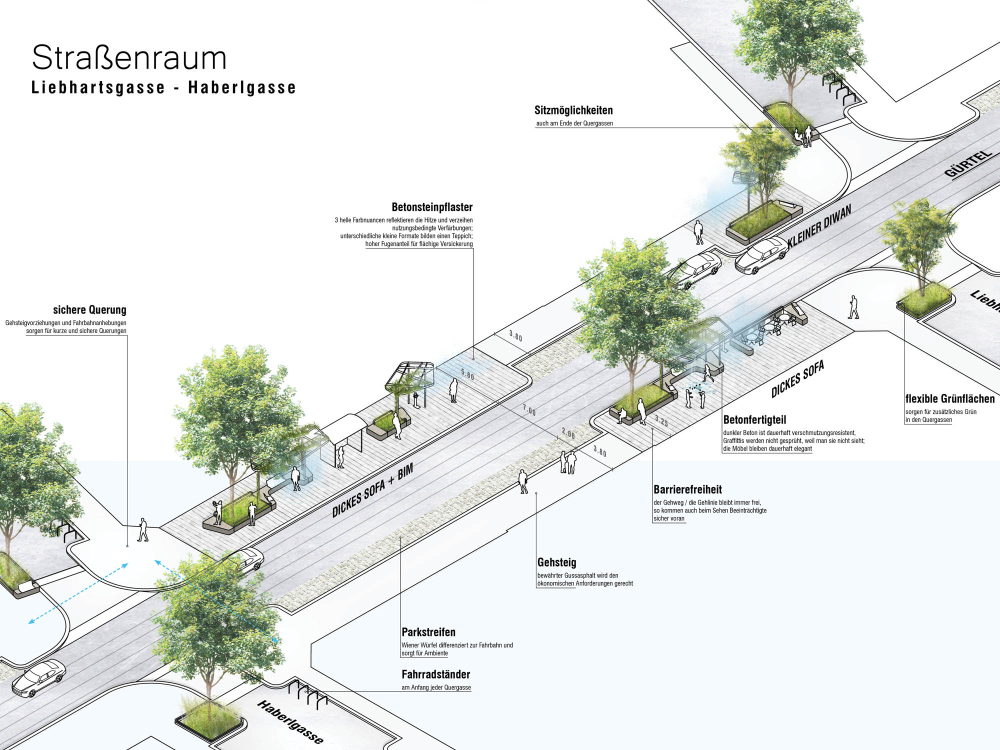 Straßenraum
Liebhartsgasse - Haberlgasse
Sitzmöglichkeiten
auch am Ende der Quergassen
GÜRTEL
Betonsteinpflaster
3 helle Farbnuancen reflektieren die Hitze und verzeihen
nutzungsbedingte Verfärbungen;
unterschiedliche kleine Formate bilden einen Teppich;
hoher Fugenanteil für flächige Versickerung
KLEINER DIWAN
sichere Querung
Gehsteigvorziehungen und Fahrbahnanhebungen
sorgen für kurze und sichere Querungen
3.80
5.80
7.00
2.00
3.80
3.25
DICKES SOFA
flexible Grünflächen
sorgen für zusätzliches Grün
in den Quergassen
Betonfertigteil
dunkler Beton ist dauerhaft verschmutzungsresistent,
Graffittis werden nicht gesprüht, weil man sie nicht sieht;
die Möbel bleiben dauerhaft elegant
DICKES SOFA + BIM
Barrierefreiheit
der Gehweg / die Gehlinie bleibt immer frei,
so kommen auch beim Sehen Beeinträchtigte
sicher voran
Gehsteig
bewährter Gussasphalt wird den
ökonomischen Anforderungen gerecht
Parkstreifen
Wiener Würfel differenziert zur Fahrbahn und
sorgt für Ambiente
Fahrradständer
am Anfang jeder Quergasse
Haberlgasse